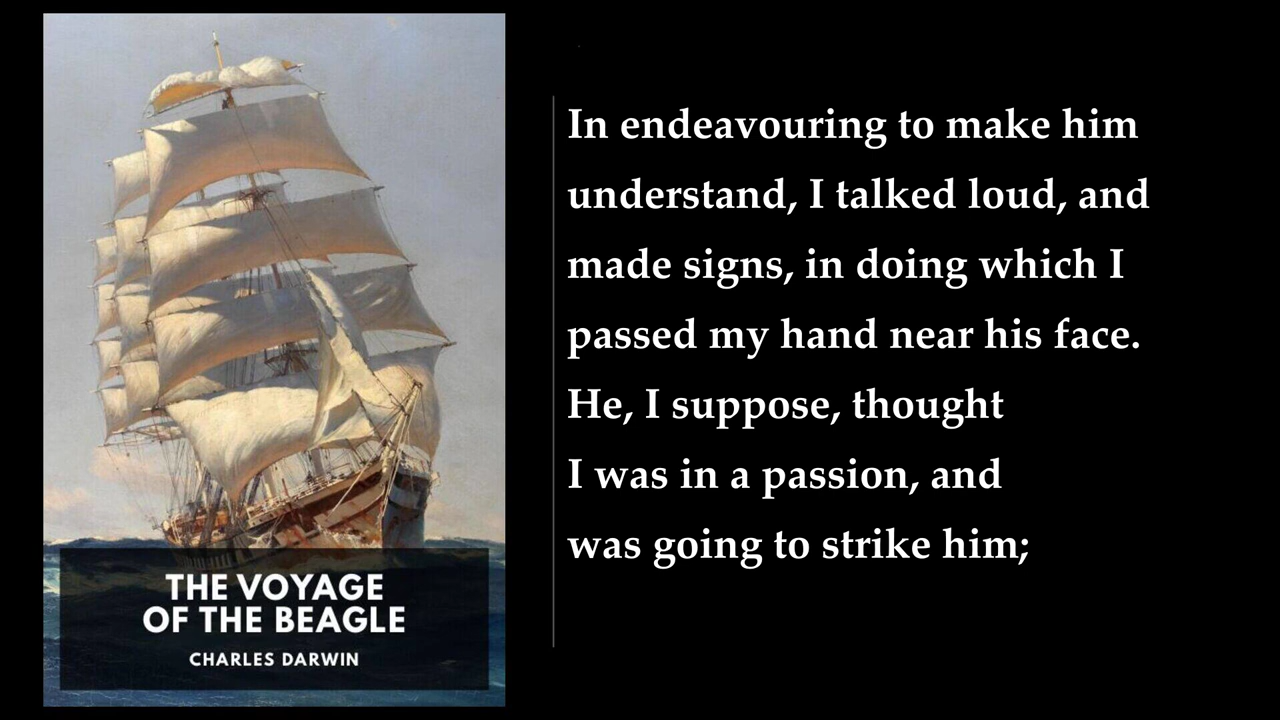 THE VOYAGE
OF THE BEAGLE
CHARLES DARWIN
In endeavouring to make him
understand, I talked loud, and
made signs, in doing which I
passed my hand near his face.
He, I suppose, thought
I was in a passion, and
was going to strike him;